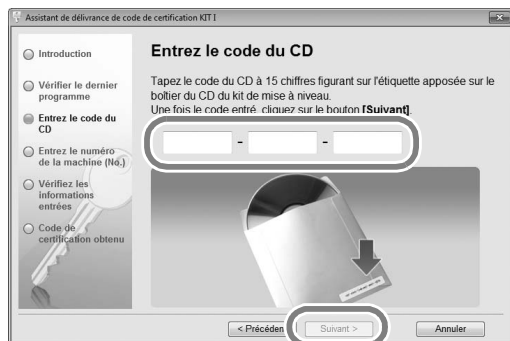 Assistant de délivrance de code de certification KIT I
Introduction
Vérifier le dernier
programme
Entrez le code du
CD
Entrez le numéro
de la machine (No.)
Vérifiez les
informations
entrées
Code de
certification obtenu
Entrez le code du CD
Tapez le code du CD à 15 chiffres figurant sur l'étiquette apposée sur le
boîtier du CD du kit de mise à niveau.
Une fois le code entré, cliquez sur le bouton [Suivant].
- -
< Précéden
Suivant >
Annuler